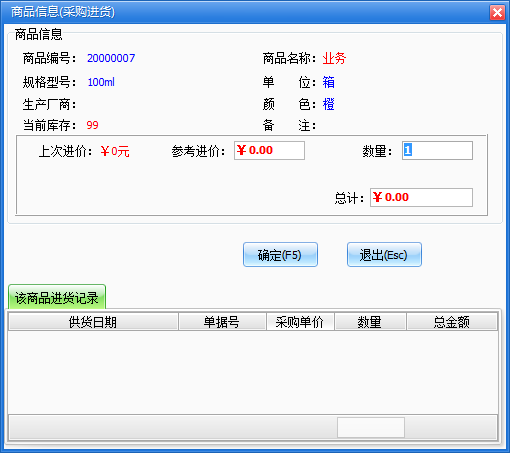 商品信息(采购进货)
商品信息
商品编号: 20000007 商品名称: 业务
规格型号: 100ml 单 位: 箱
生产厂商: 颜 色: 橙
当前库存: 99 备 注:
上次进价: ￥0元 参考进价: ￥0.00 数量: 1
总计: ￥0.00
确定(F5) 退出(Esc)
该商品进货记录
供货日期 单据号 采购单价 数量 总金额